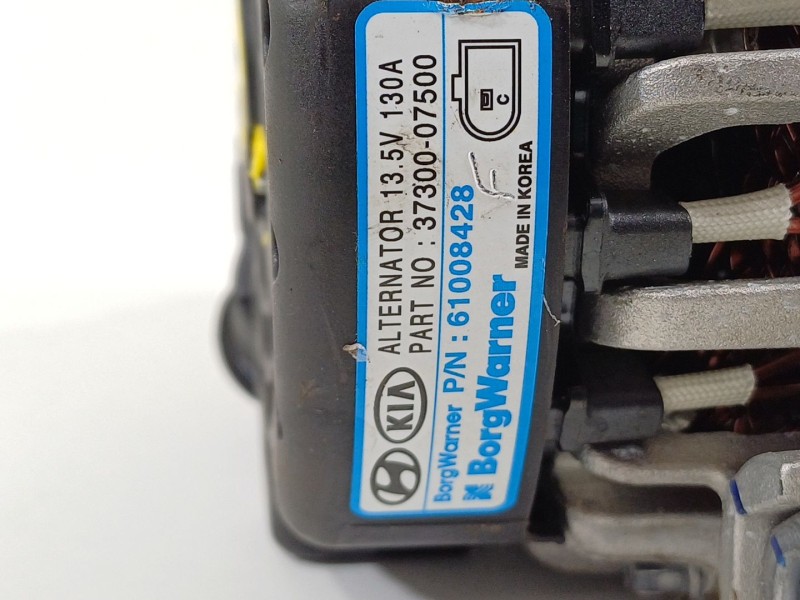 KIA ALTERNATOR 13.5V 130A
PART NO : 37300-07500
BorgWarner P/N : 61008428
BorgWarner MADE IN KOREA
C